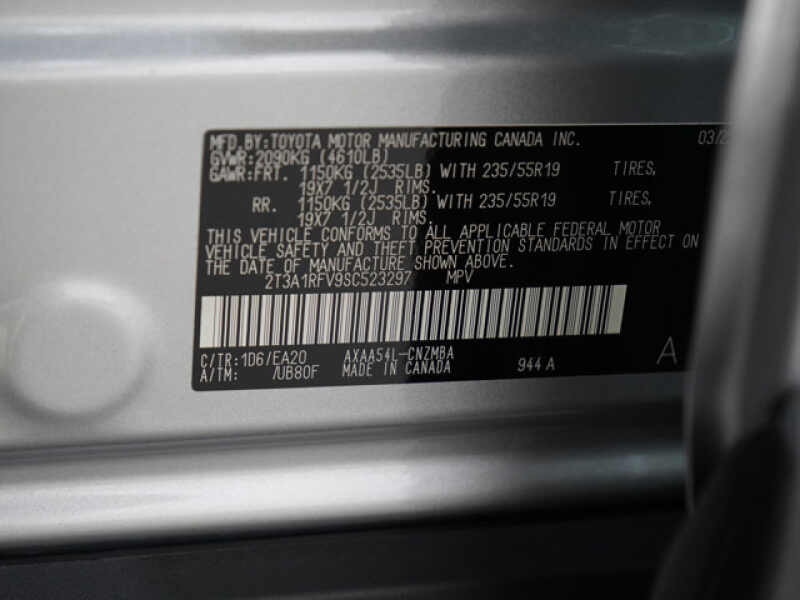 MFD.BY:TOYOTA MOTOR MANUFACTURING CANADA INC. 03/2
GVWR:2090KG (4610LB)
GAWR:FRT. 1150KG (2535LB) WITH 235/55R19 TIRES,
19X7 1/2J RIMS.
RR. 1150KG (2535LB) WITH 235/55R19 TIRES,
19X7 1/2J RIMS.
THIS VEHICLE CONFORMS TO ALL APPLICABLE FEDERAL MOTOR
VEHICLE SAFETY AND THEFT PREVENTION STANDARDS IN EFFECT ON
THE DATE OF MANUFACTURE SHOWN ABOVE.
2T3A1RFV9SC523297 MPV
C/TR:1D6/EA20 AXAA54L-CNZMBA 944 A A
A/TM: /UB80F MADE IN CANADA